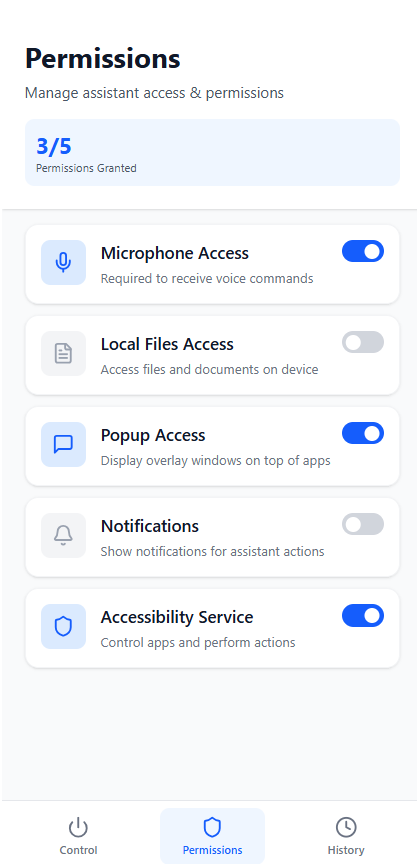 Permissions
Manage assistant access & permissions
3/5
Permissions Granted
Microphone Access
Required to receive voice commands
Local Files Access
Access files and documents on device
Popup Access
Display overlay windows on top of apps
Notifications
Show notifications for assistant actions
Accessibility Service
Control apps and perform actions
Control
Permissions
History